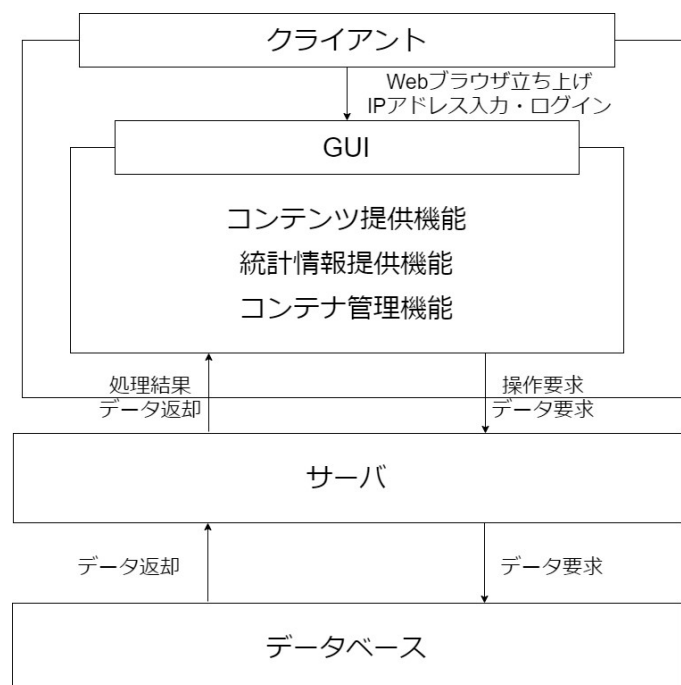 クライアント
Webブラウザ立ち上げ
IPアドレス入力・ログイン
GUI
コンテンツ提供機能
統計情報提供機能
コンテナ管理機能
処理結果
データ返却
操作要求
データ要求
サーバ
データ返却
データ要求
データベース